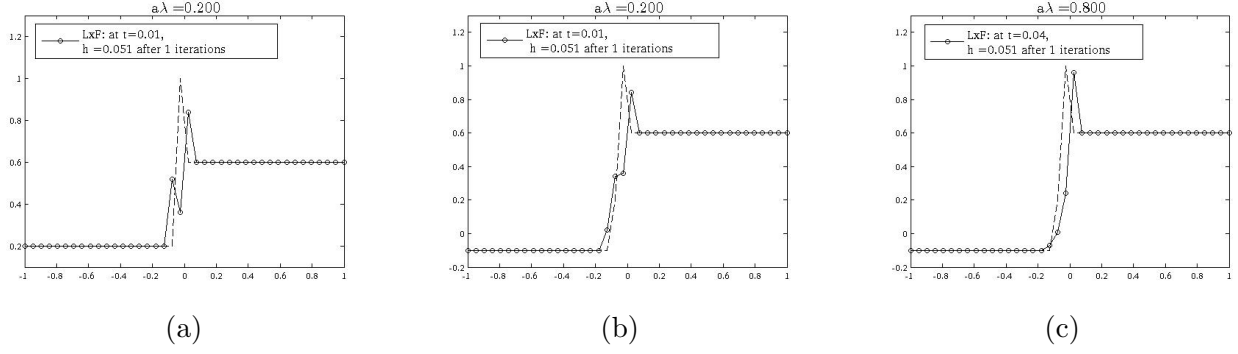 aλ =0.200
LxF: at t=0.01,
h =0.051 after 1 iterations
1.2
1
0.8
0.6
0.4
0.2
-1 -0.8 -0.6 -0.4 -0.2 0 0.2 0.4 0.6 0.8 1
(a)
aλ =0.200
LxF: at t=0.01,
h =0.051 after 1 iterations
1.2
1
0.8
0.6
0.4
0.2
0
-0.2
-1 -0.8 -0.6 -0.4 -0.2 0 0.2 0.4 0.6 0.8 1
(b)
aλ =0.800
LxF: at t=0.04,
h =0.051 after 1 iterations
1.2
1
0.8
0.6
0.4
0.2
0
-0.2
-1 -0.8 -0.6 -0.4 -0.2 0 0.2 0.4 0.6 0.8 1
(c)